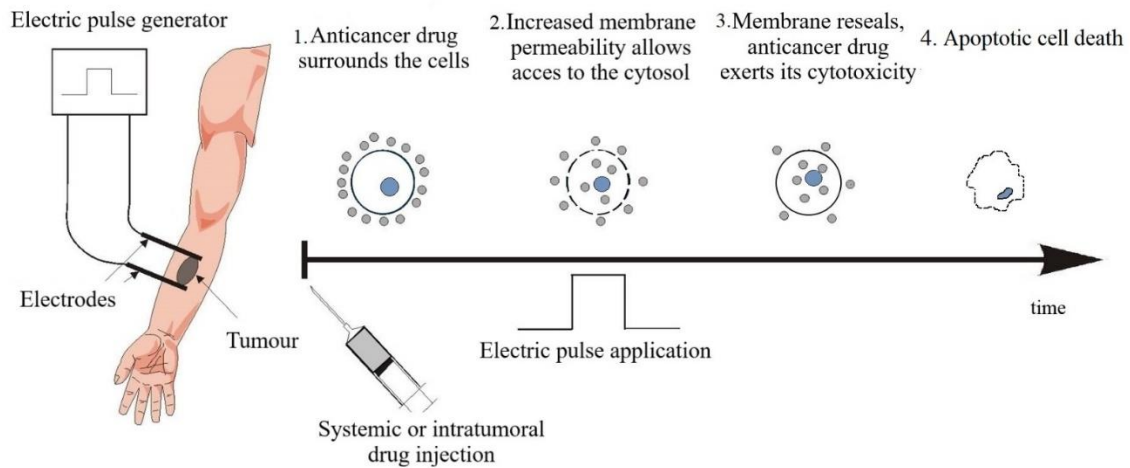 Electric pulse generator
1.Anticancer drug
surrounds the cells
2.Increased membrane
permeability allows
acces to the cytosol
3.Membrane reseals,
anticancer drug
exerts its cytotoxicity
4. Apoptotic cell death
Electrodes
Tumour
time
Electric pulse application
Systemic or intratumoral
drug injection